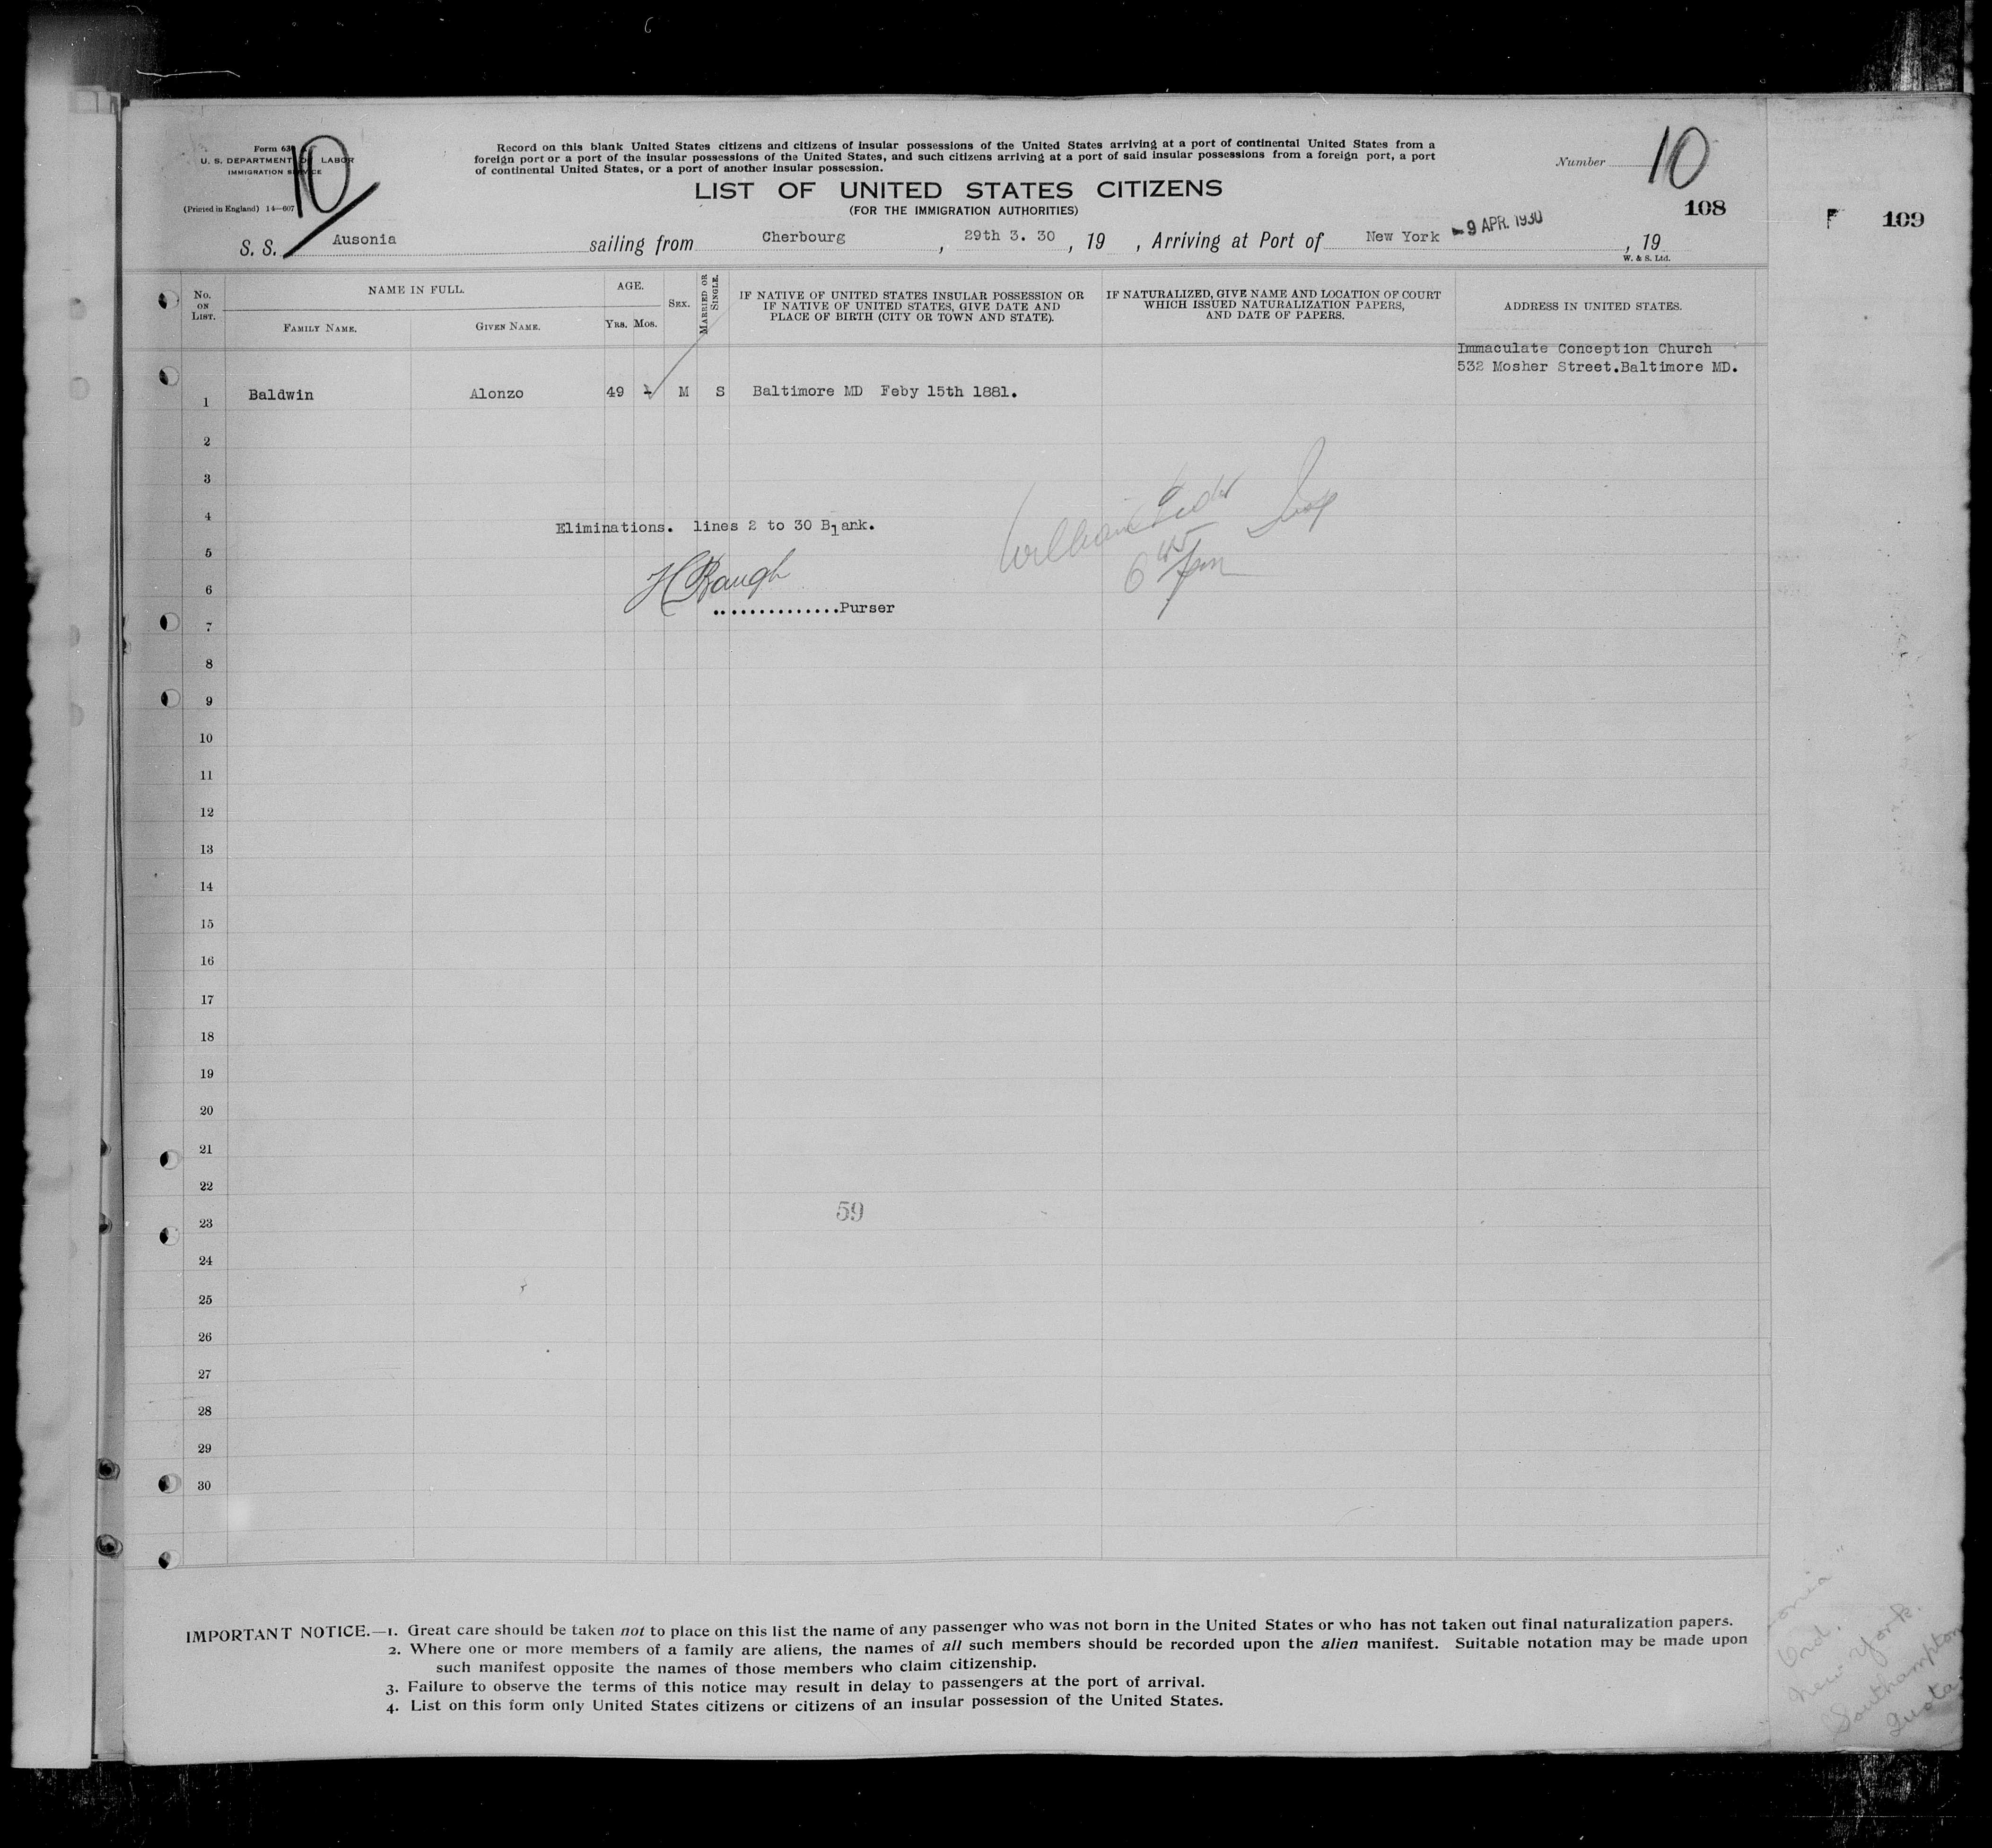 Form 630
U. S. DEPARTMENT OF LABOR
IMMIGRATION SERVICE
(Printed in England) 14—607
10
Record on this blank United States citizens and citizens of insular possessions of the United States arriving at a port of continental United States from a
foreign port or a port of the insular possessions of the United States, and such citizens arriving at a port of said insular possessions from a foreign port, a port
of continental United States, or a port of another insular possession.
Number 10
LIST OF UNITED STATES CITIZENS
(FOR THE IMMIGRATION AUTHORITIES)
108
109
S. S. Ausonia sailing from Cherbourg, 29th 3. 30, 19 , Arriving at Port of New York 9 APR. 1930, 19
W. & S. Ltd.
No. ON LIST.
NAME IN FULL.
FAMILY NAME.
GIVEN NAME.
AGE.
YRS. MOS.
SEX.
MARRIED OR SINGLE.
IF NATIVE OF UNITED STATES INSULAR POSSESSION OR
IF NATIVE OF UNITED STATES, GIVE DATE AND
PLACE OF BIRTH (CITY OR TOWN AND STATE).
IF NATURALIZED, GIVE NAME AND LOCATION OF COURT
WHICH ISSUED NATURALIZATION PAPERS,
AND DATE OF PAPERS.
ADDRESS IN UNITED STATES.
Immaculate Conception Church
532 Mosher Street.Baltimore MD.
1 Baldwin Alonzo 49 M S Baltimore MD Feby 15th 1881.
2
3
4
Eliminations. lines 2 to 30 Blank.
5
6
...............Purser
7
8
9
10
11
12
13
14
15
16
17
18
19
20
21
22
59
23
24
25
26
27
28
29
30
IMPORTANT NOTICE.—1. Great care should be taken not to place on this list the name of any passenger who was not born in the United States or who has not taken out final naturalization papers.
2. Where one or more members of a family are aliens, the names of all such members should be recorded upon the alien manifest. Suitable notation may be made upon
such manifest opposite the names of those members who claim citizenship.
3. Failure to observe the terms of this notice may result in delay to passengers at the port of arrival.
4. List on this form only United States citizens or citizens of an insular possession of the United States.
New York
Southampton